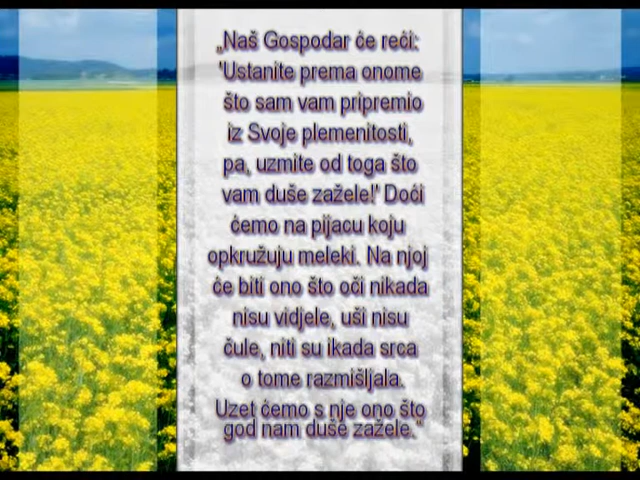 „Naš Gospodar će reći:
'Ustanite prema onome
što sam vam pripremio
iz Svoje plemenitosti,
pa, uzmite od toga što
vam duše zažele!' Doći
ćemo na pijacu koju
opkružuju meleki. Na njoj
će biti ono što oči nikada
nisu vidjele, uši nisu
čule, niti su ikada srca
o tome razmišljala.
Uzet ćemo s nje ono što
god nam duše zažele."